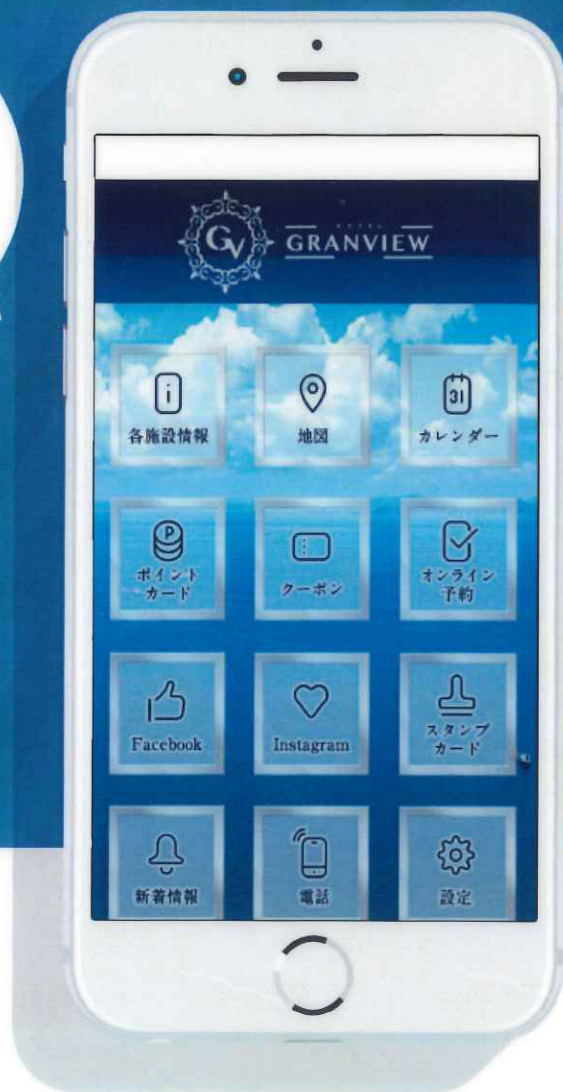 GV
HOTEL
GRANVIEW
各施設情報
地図
31
カレンダー
P
ポイント
カード
クーポン
オンライン
予約
Facebook
Instagram
スタンプ
カード
新着情報
電話
設定